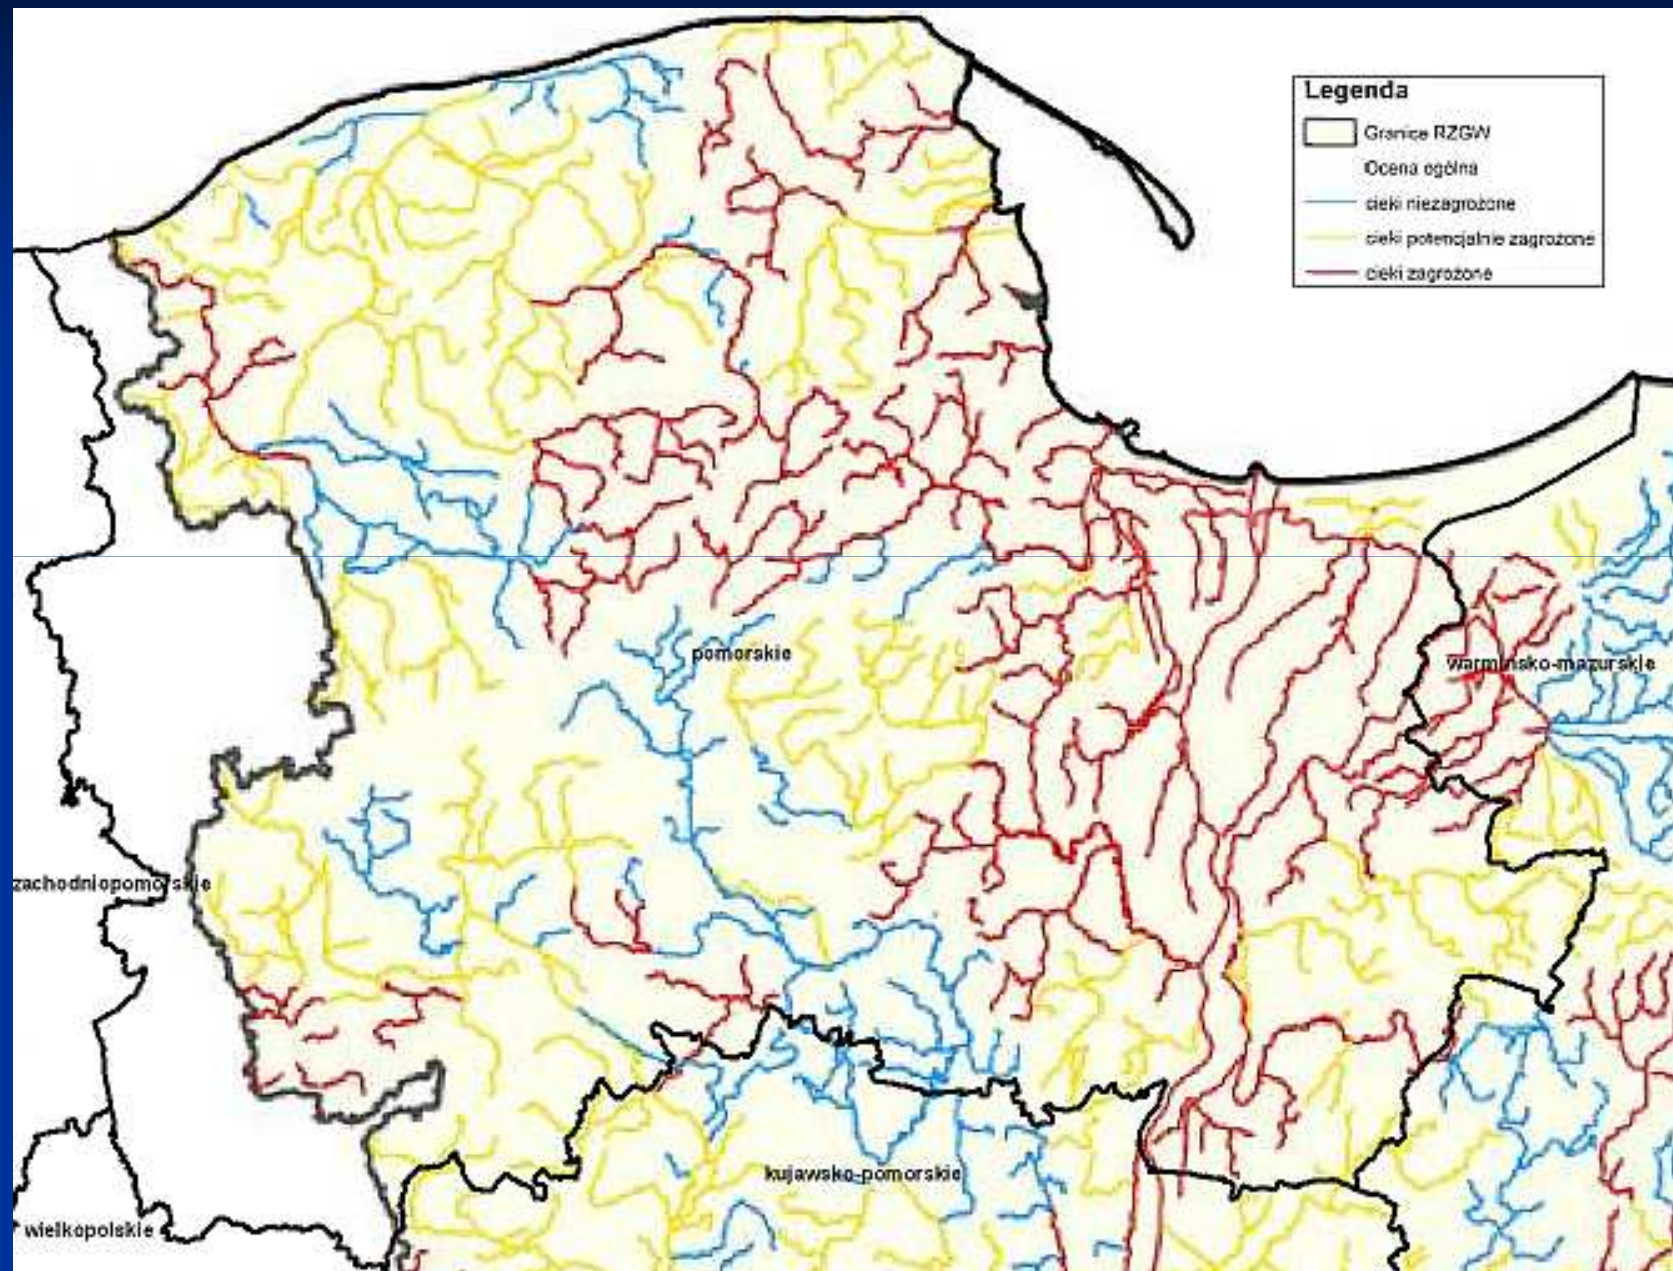 Legenda
Granice RZGW
Ocena ogólna
cieki niezagrożone
cieki potencjalnie zagrożone
cieki zagrożone
pomorskie
warmińsko-mazurskie
zachodniopomorskie
kujawsko-pomorskie
wielkopolskie